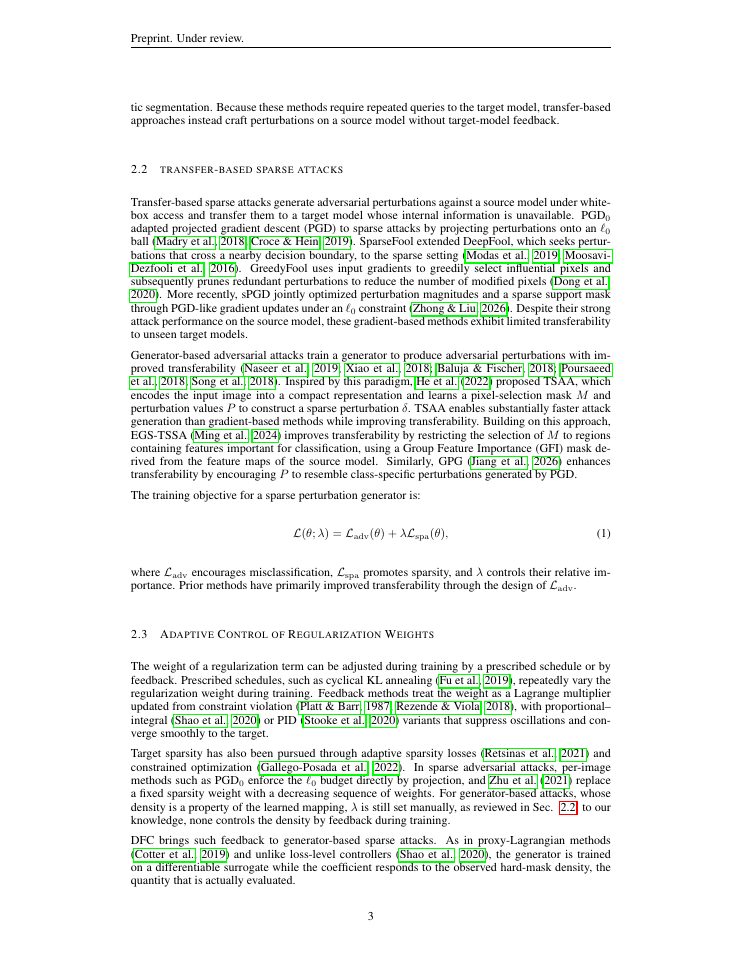 Preprint. Under review.
tic segmentation. Because these methods require repeated queries to the target model, transfer-based
approaches instead craft perturbations on a source model without target-model feedback.
2.2 TRANSFER-BASED SPARSE ATTACKS
Transfer-based sparse attacks generate adversarial perturbations against a source model under white-
box access and transfer them to a target model whose internal information is unavailable. PGD₀
adapted projected gradient descent (PGD) to sparse attacks by projecting perturbations onto an ℓ₀
ball (Madry et al., 2018; Croce & Hein, 2019). SparseFool extended DeepFool, which seeks pertur-
bations that cross a nearby decision boundary, to the sparse setting (Modas et al., 2019; Moosavi-
Dezfooli et al., 2016). GreedyFool uses input gradients to greedily select influential pixels and
subsequently prunes redundant perturbations to reduce the number of modified pixels (Dong et al.,
2020). More recently, sPGD jointly optimized perturbation magnitudes and a sparse support mask
through PGD-like gradient updates under an ℓ₀ constraint (Zhong & Liu, 2026). Despite their strong
attack performance on the source model, these gradient-based methods exhibit limited transferability
to unseen target models.
Generator-based adversarial attacks train a generator to produce adversarial perturbations with im-
proved transferability (Naseer et al., 2019; Xiao et al., 2018; Baluja & Fischer, 2018; Poursaeed
et al., 2018; Song et al., 2018). Inspired by this paradigm, He et al. (2022) proposed TSAA, which
encodes the input image into a compact representation and learns a pixel-selection mask M and
perturbation values P to construct a sparse perturbation δ. TSAA enables substantially faster attack
generation than gradient-based methods while improving transferability. Building on this approach,
EGS-TSSA (Ming et al., 2024) improves transferability by restricting the selection of M to regions
containing features important for classification, using a Group Feature Importance (GFI) mask de-
rived from the feature maps of the source model. Similarly, GPG (Jiang et al., 2026) enhances
transferability by encouraging P to resemble class-specific perturbations generated by PGD.
The training objective for a sparse perturbation generator is:
ℒ(θ; λ) = ℒ_adv(θ) + λℒ_spa(θ), (1)
where ℒ_adv encourages misclassification, ℒ_spa promotes sparsity, and λ controls their relative im-
portance. Prior methods have primarily improved transferability through the design of ℒ_adv.
2.3 ADAPTIVE CONTROL OF REGULARIZATION WEIGHTS
The weight of a regularization term can be adjusted during training by a prescribed schedule or by
feedback. Prescribed schedules, such as cyclical KL annealing (Fu et al., 2019), repeatedly vary the
regularization weight during training. Feedback methods treat the weight as a Lagrange multiplier
updated from constraint violation (Platt & Barr, 1987; Rezende & Viola, 2018), with proportional–
integral (Shao et al., 2020) or PID (Stooke et al., 2020) variants that suppress oscillations and con-
verge smoothly to the target.
Target sparsity has also been pursued through adaptive sparsity losses (Retsinas et al., 2021) and
constrained optimization (Gallego-Posada et al., 2022). In sparse adversarial attacks, per-image
methods such as PGD₀ enforce the ℓ₀ budget directly by projection, and Zhu et al. (2021) replace
a fixed sparsity weight with a decreasing sequence of weights. For generator-based attacks, whose
density is a property of the learned mapping, λ is still set manually, as reviewed in Sec. 2.2; to our
knowledge, none controls the density by feedback during training.
DFC brings such feedback to generator-based sparse attacks. As in proxy-Lagrangian methods
(Cotter et al., 2019) and unlike loss-level controllers (Shao et al., 2020), the generator is trained
on a differentiable surrogate while the coefficient responds to the observed hard-mask density, the
quantity that is actually evaluated.
3